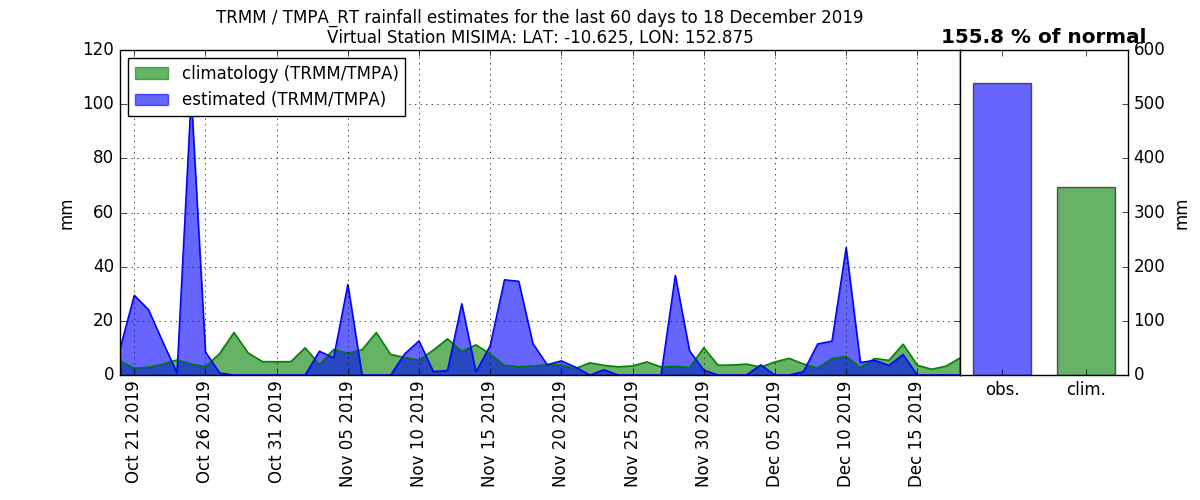 TRMM / TMPA_RT rainfall estimates for the last 60 days to 18 December 2019
Virtual Station MISIMA: LAT: -10.625, LON: 152.875
155.8 % of normal
climatology (TRMM/TMPA)
estimated (TRMM/TMPA)
120
100
80
60
40
20
0
mm
Oct 21 2019
Oct 26 2019
Oct 31 2019
Nov 05 2019
Nov 10 2019
Nov 15 2019
Nov 20 2019
Nov 25 2019
Nov 30 2019
Dec 05 2019
Dec 10 2019
Dec 15 2019
obs.
clim.
600
500
400
300
200
100
0
mm